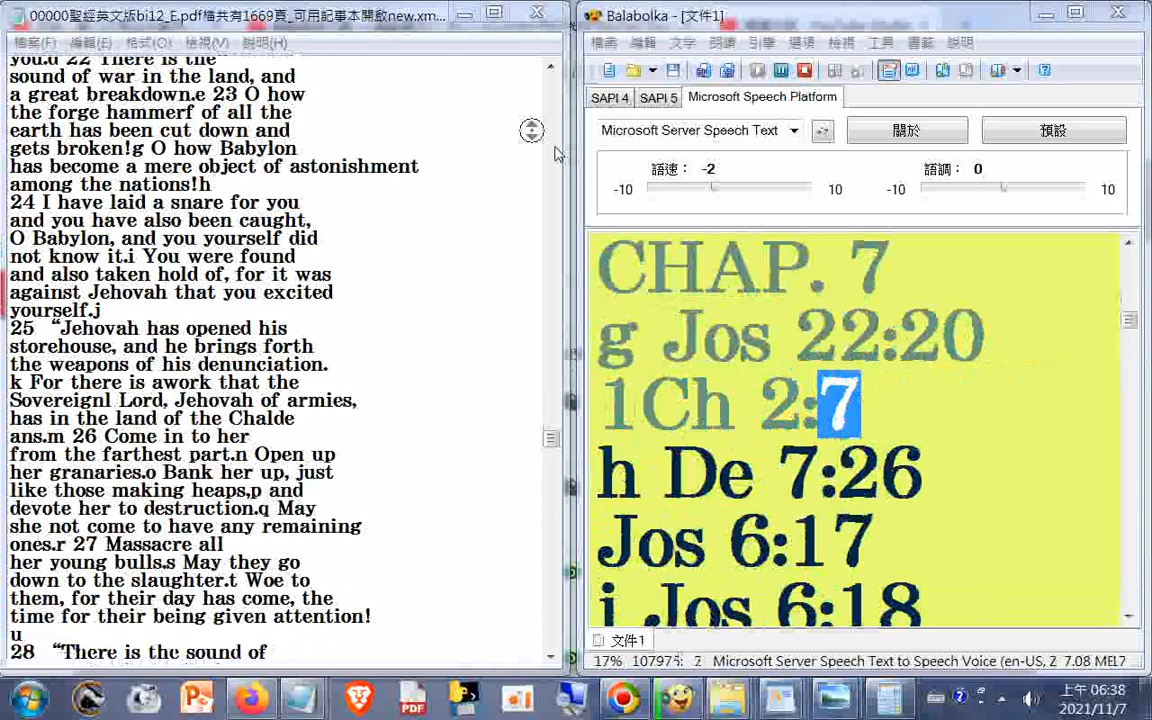 00000聖經英文版bi12_E.pdf檔共有1669頁_可用記事本開啟new.xm...
檔案(F) 編輯(E) 格式(O) 檢視(V) 說明(H)
you.d 22 There is the
sound of war in the land, and
a great breakdown.e 23 O how
the forge hammerf of all the
earth has been cut down and
gets broken!g O how Babylon
has become a mere object of astonishment
among the nations!h
24 I have laid a snare for you
and you have also been caught,
O Babylon, and you yourself did
not know it.i You were found
and also taken hold of, for it was
against Jehovah that you excited
yourself.j
25 “Jehovah has opened his
storehouse, and he brings forth
the weapons of his denunciation.
k For there is awork that the
Sovereignl Lord, Jehovah of armies,
has in the land of the Chalde
ans.m 26 Come in to her
from the farthest part.n Open up
her granaries.o Bank her up, just
like those making heaps,p and
devote her to destruction.q May
she not come to have any remaining
ones.r 27 Massacre all
her young bulls.s May they go
down to the slaughter.t Woe to
them, for their day has come, the
time for their being given attention!
u
28 “There is the sound of
Balabolka - [文件1]
檔案 編輯 文字 朗讀 引擎 選項 檢視 工具 書籤 說明
SAPI 4 SAPI 5 Microsoft Speech Platform
Microsoft Server Speech Text 關於 預設
語速： -2 語調： 0
-10 10 -10 10
CHAP. 7
g Jos 22:20
1Ch 2:7
h De 7:26
Jos 6:17
i Jos 6:18
文件1
17% Microsoft Server Speech Text to Speech Voice (en-US, 2 7.08 ME
PDF
上午 06:38
2021/11/7